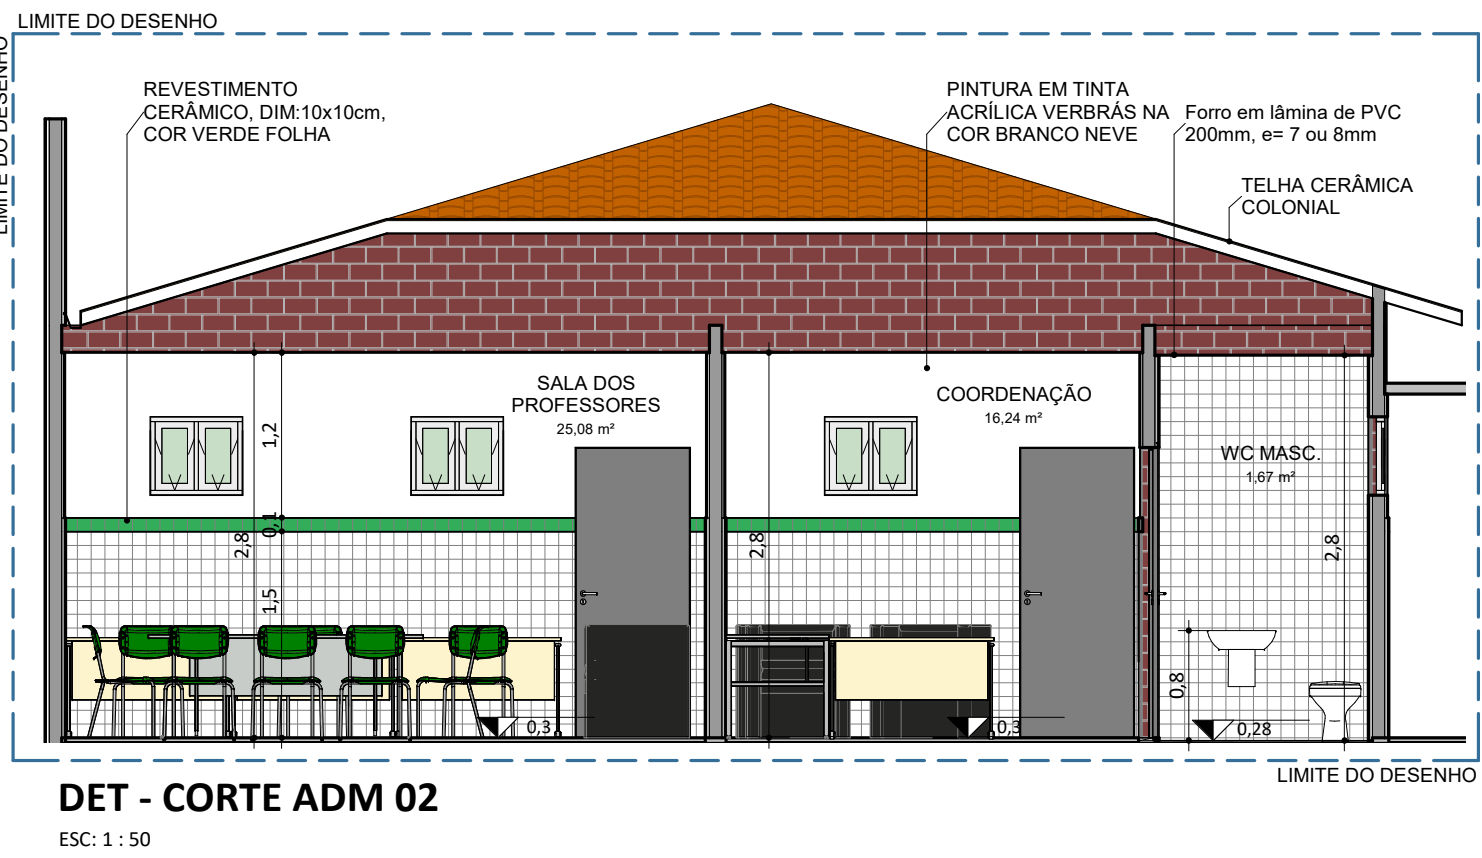 LIMITE DO DESENHO
LIMITE DO DESENHO
REVESTIMENTO
CERÂMICO, DIM:10x10cm,
COR VERDE FOLHA
PINTURA EM TINTA
ACRÍLICA VERBRÁS NA
COR BRANCO NEVE
Forro em lâmina de PVC
200mm, e= 7 ou 8mm
TELHA CERÂMICA
COLONIAL
SALA DOS
PROFESSORES
25,08 m²
COORDENAÇÃO
16,24 m²
WC MASC.
1,67 m²
1,2
0,1
2,8
1,5
2,8
2,8
0,8
0,3
0,3
0,28
LIMITE DO DESENHO
DET - CORTE ADM 02
ESC: 1 : 50